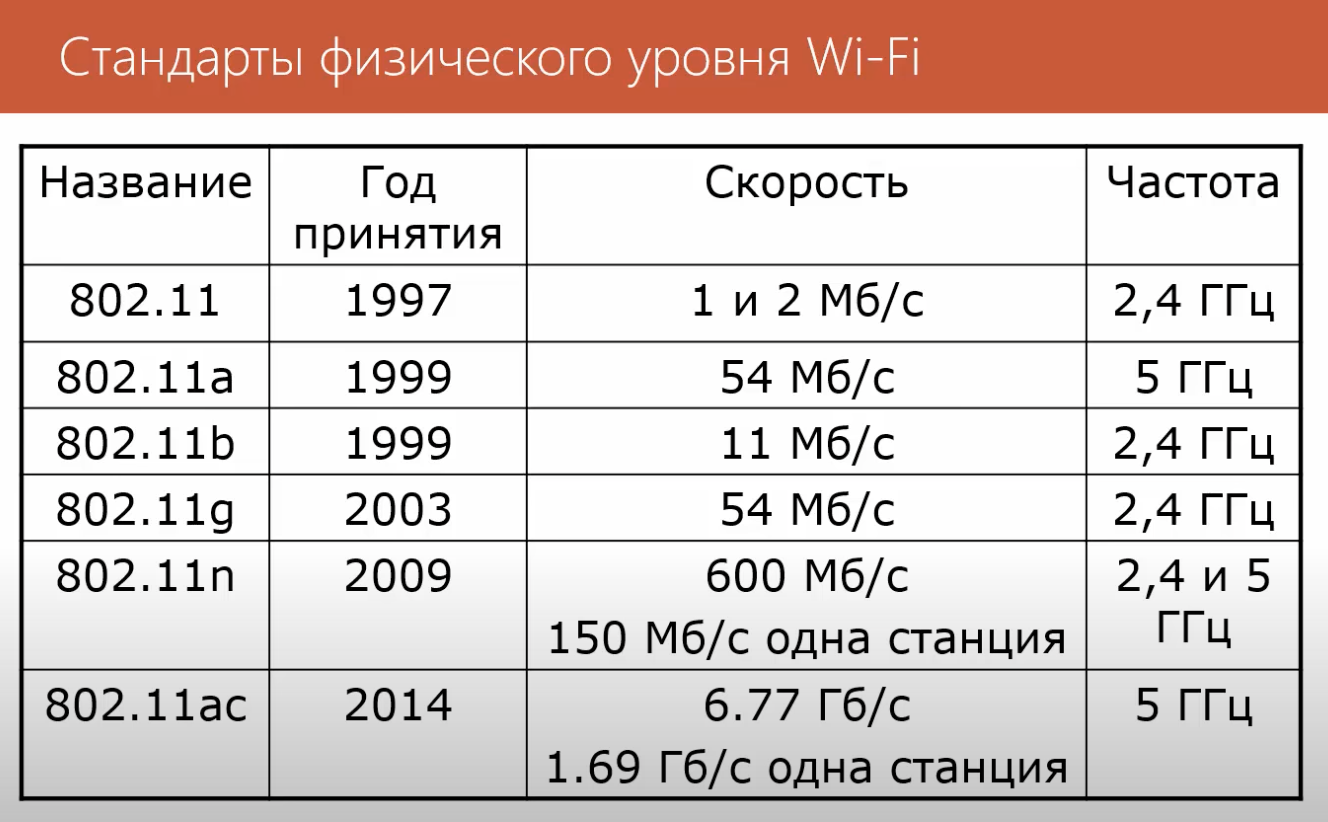 Стандарты физического уровня Wi-Fi
Название
Год
принятия
Скорость
Частота
802.11
1997
1 и 2 Мб/с
2,4 ГГц
802.11a
1999
54 Мб/с
5 ГГц
802.11b
1999
11 Мб/с
2,4 ГГц
802.11g
2003
54 Мб/с
2,4 ГГц
802.11n
2009
600 Мб/с
150 Мб/с одна станция
2,4 и 5
ГГц
802.11ac
2014
6.77 Гб/с
1.69 Гб/с одна станция
5 ГГц